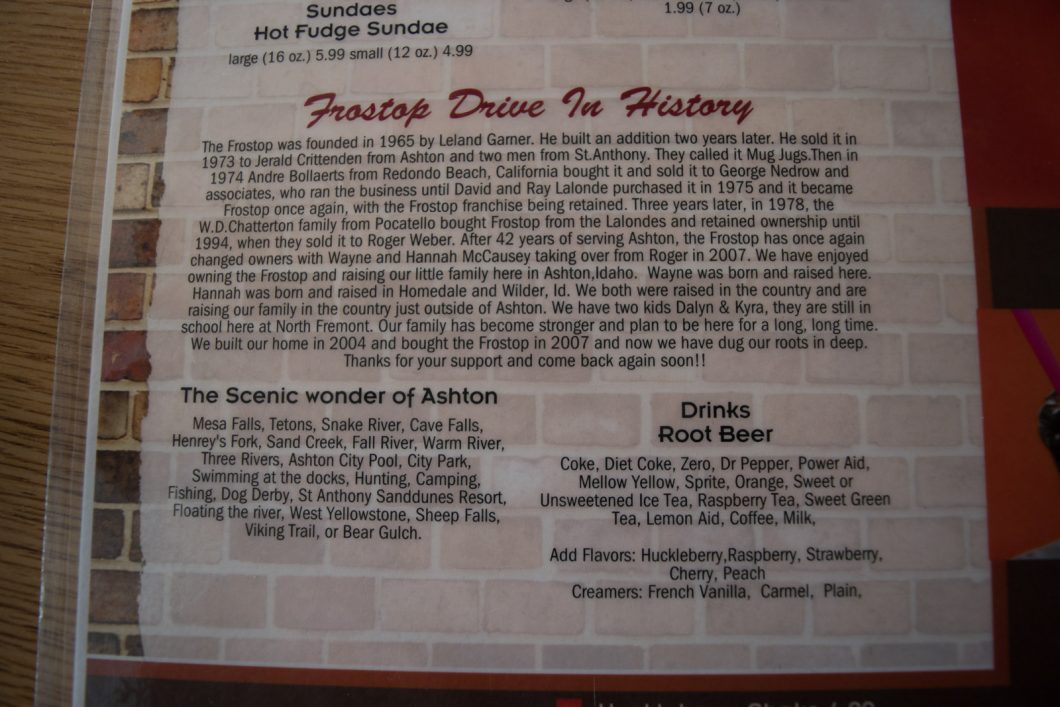 Sundaes
Hot Fudge Sundae
large (16 oz.) 5.99 small (12 oz.) 4.99
1.99 (7 oz.)
Frostop Drive In History
The Frostop was founded in 1965 by Leland Garner. He built an addition two years later. He sold it in
1973 to Jerald Crittenden from Ashton and two men from St.Anthony. They called it Mug Jugs.Then in
1974 Andre Bollaerts from Redondo Beach, California bought it and sold it to George Nedrow and
associates, who ran the business until David and Ray Lalonde purchased it in 1975 and it became
Frostop once again, with the Frostop franchise being retained. Three years later, in 1978, the
W.D.Chatterton family from Pocatello bought Frostop from the Lalondes and retained ownership until
1994, when they sold it to Roger Weber. After 42 years of serving Ashton, the Frostop has once again
changed owners with Wayne and Hannah McCausey taking over from Roger in 2007. We have enjoyed
owning the Frostop and raising our little family here in Ashton,Idaho. Wayne was born and raised here.
Hannah was born and raised in Homedale and Wilder, Id. We both were raised in the country and are
raising our family in the country just outside of Ashton. We have two kids Dalyn & Kyra, they are still in
school here at North Fremont. Our family has become stronger and plan to be here for a long, long time.
We built our home in 2004 and bought the Frostop in 2007 and now we have dug our roots in deep.
Thanks for your support and come back again soon!!
The Scenic wonder of Ashton
Mesa Falls, Tetons, Snake River, Cave Falls,
Henrey's Fork, Sand Creek, Fall River, Warm River,
Three Rivers, Ashton City Pool, City Park,
Swimming at the docks, Hunting, Camping,
Fishing, Dog Derby, St Anthony Sanddunes Resort,
Floating the river, West Yellowstone, Sheep Falls,
Viking Trail, or Bear Gulch.
Drinks
Root Beer
Coke, Diet Coke, Zero, Dr Pepper, Power Aid,
Mellow Yellow, Sprite, Orange, Sweet or
Unsweetened Ice Tea, Raspberry Tea, Sweet Green
Tea, Lemon Aid, Coffee, Milk,
Add Flavors: Huckleberry,Raspberry, Strawberry,
Cherry, Peach
Creamers: French Vanilla, Carmel, Plain,